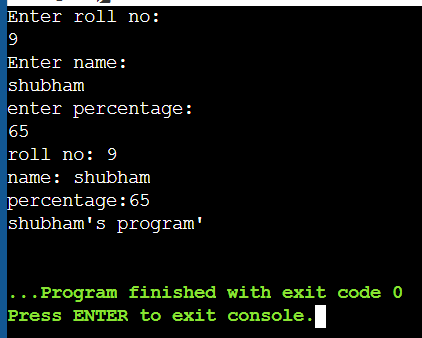 Enter roll no:
9
Enter name:
shubham
enter percentage:
65
roll no: 9
name: shubham
percentage:65
shubham's program'
...Program finished with exit code 0
Press ENTER to exit console.